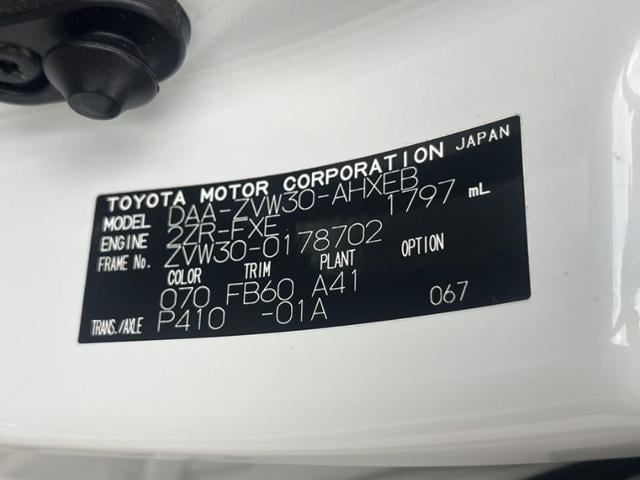 TOYOTA MOTOR CORPORATION JAPAN
MODEL DAA-ZVW30-AHXEB
ENGINE 2ZR-FXE 1797 mL
FRAME No. ZVW30-0178702
COLOR TRIM PLANT OPTION
070 FB60 A41
TRANS./AXLE P410 -01A 067